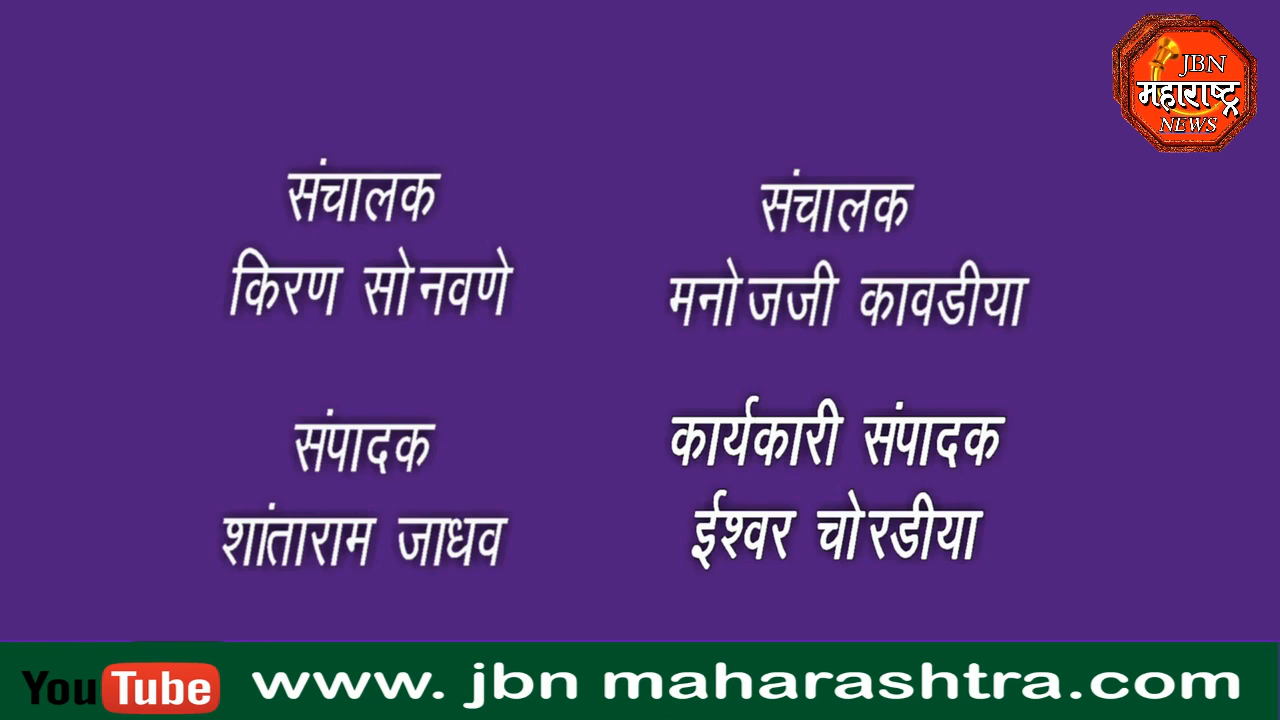 JBN
महाराष्ट्र
NEWS
संचालक
किरण सोनवणे
संचालक
मनोजजी कावडीया
संपादक
शांताराम जाधव
कार्यकारी संपादक
ईश्वर चोरडीया
YouTube www. jbn maharashtra.com